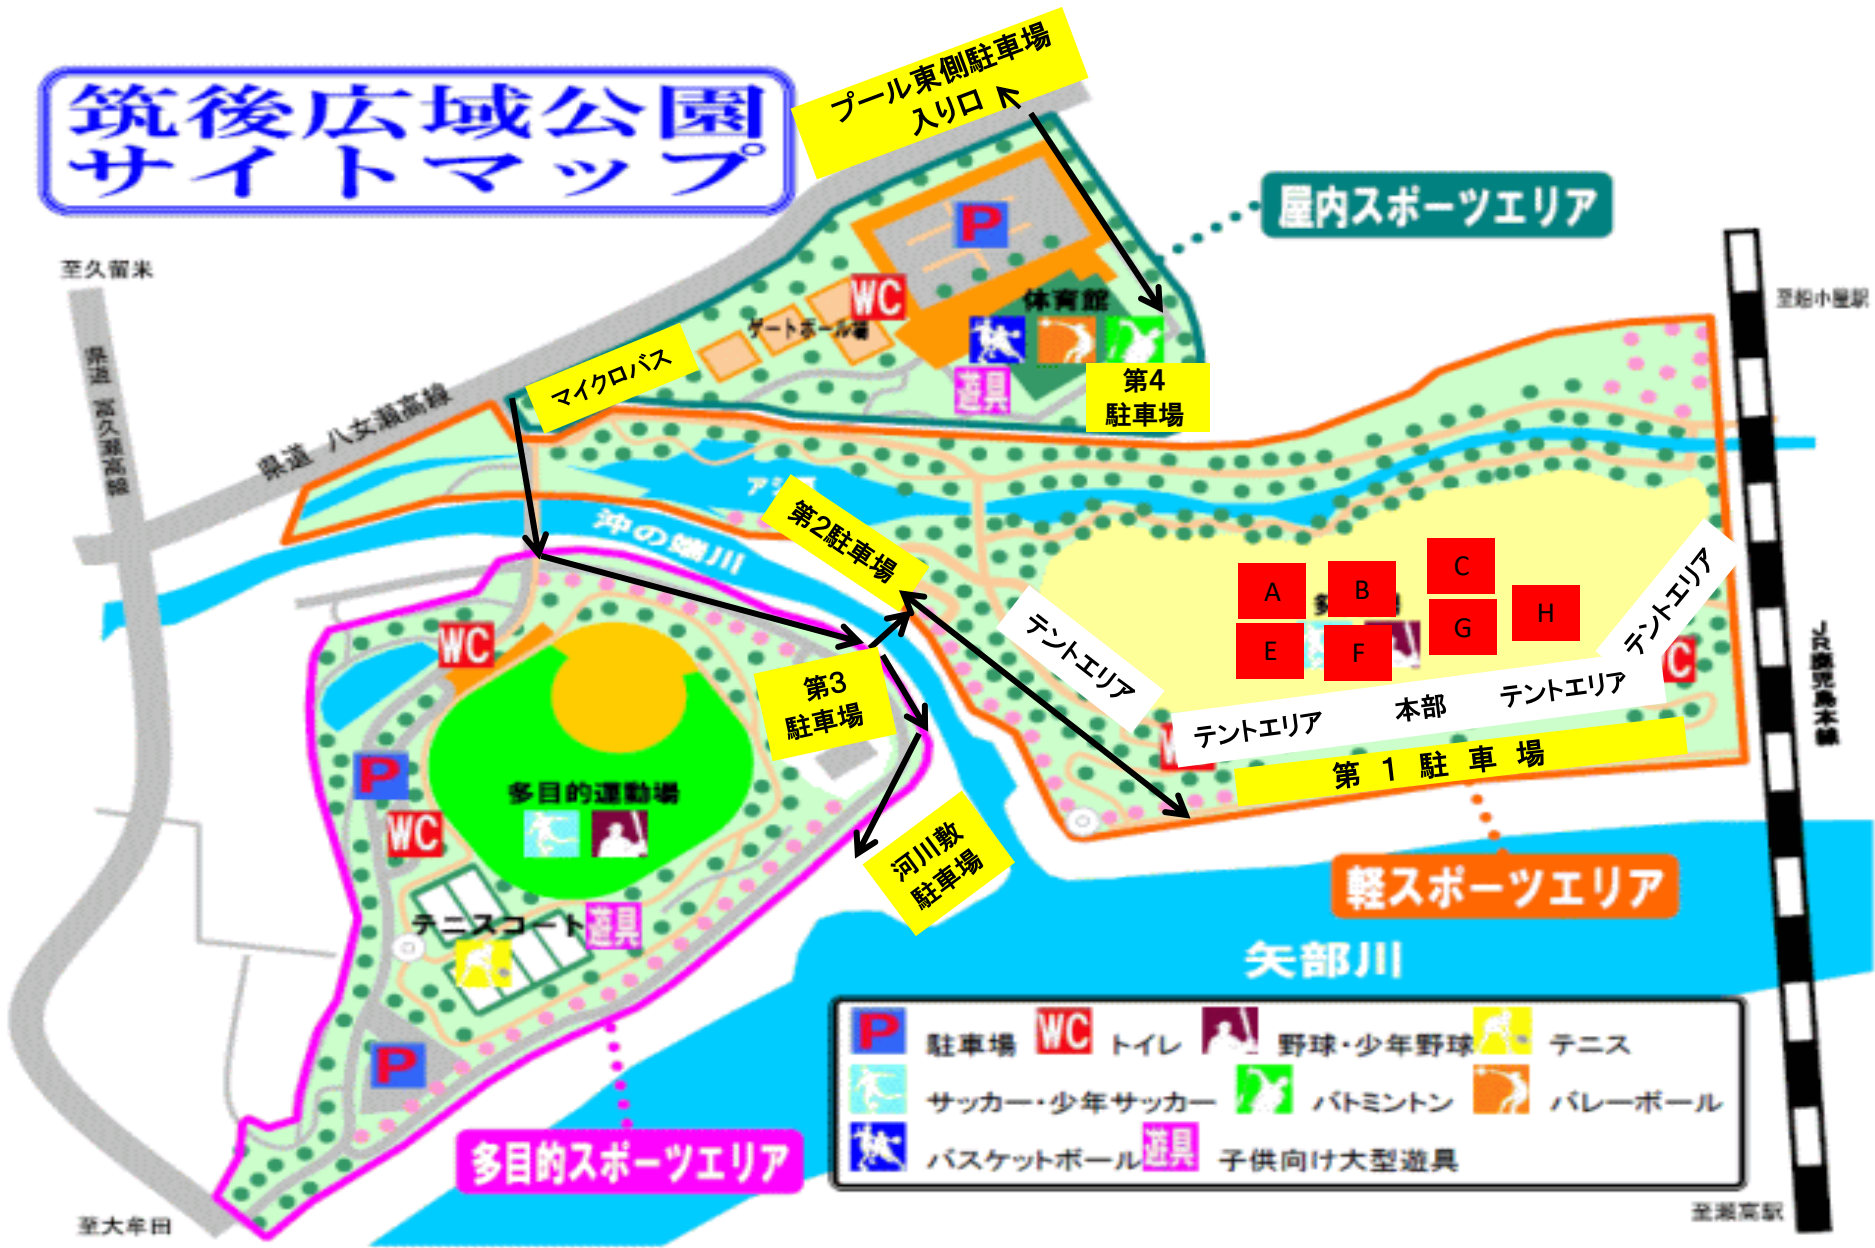 筑後広域公園
サイトマップ
プール東側駐車場
入り口
屋内スポーツエリア
至久留米
至船小屋駅
P
WC
体育館
ゲートボール場
マイクロバス
遊具
第4
駐車場
県道 八女瀬高線
沖の端川
第2駐車場
A
B
C
E
F
G
H
テントエリア
テントエリア
テントエリア
本部
テントエリア
第1駐車場
WC
第3
駐車場
JR鹿児島本線
P
多目的運動場
WC
河川敷
駐車場
テニスコート
遊具
軽スポーツエリア
矢部川
P
多目的スポーツエリア
P 駐車場 WC トイレ 野球・少年野球 テニス
サッカー・少年サッカー バトミントン バレーボール
バスケットボール 遊具 子供向け大型遊具
至大牟田
至瀬高駅